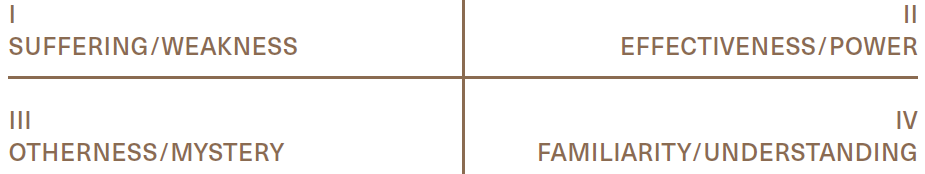 I
II
SUFFERING/WEAKNESS
EFFECTIVENESS/POWER
III
IV
OTHERNESS/MYSTERY
FAMILIARITY/UNDERSTANDING